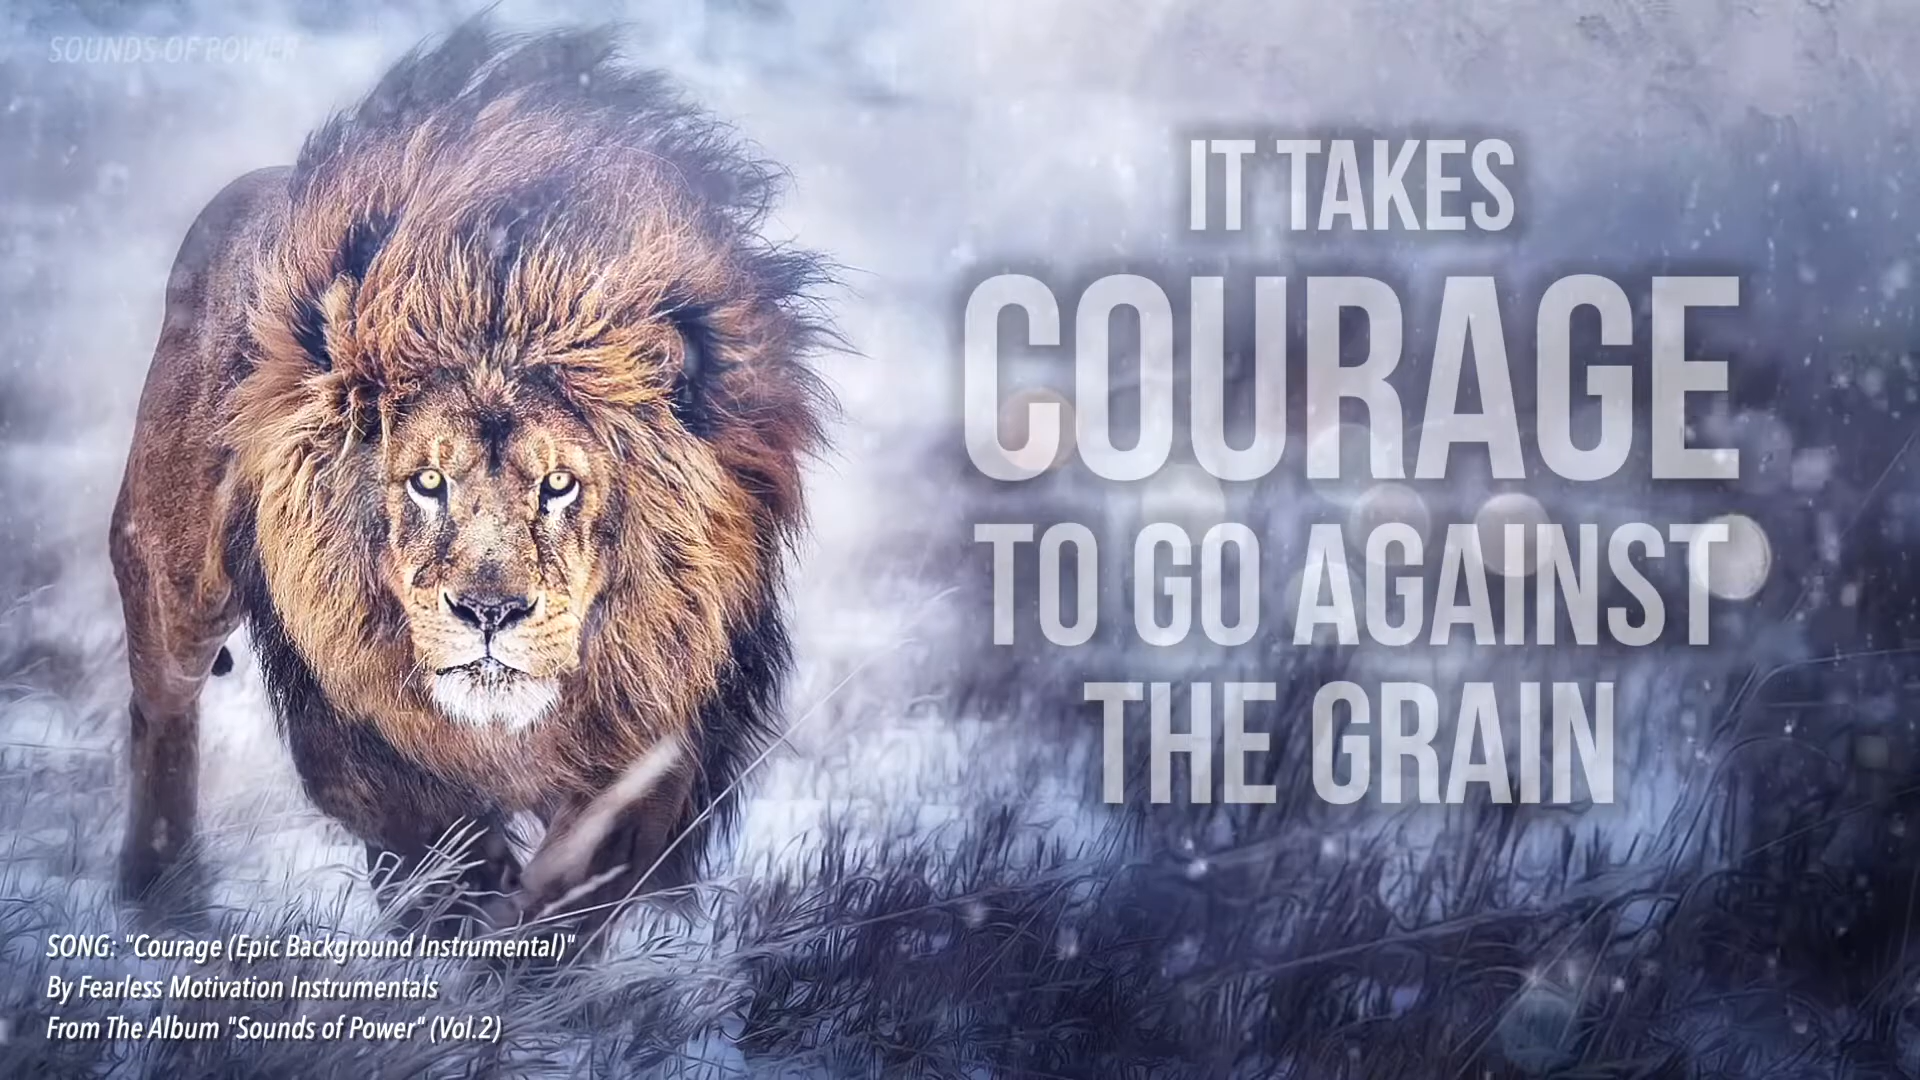 SOUNDS OF POWER
IT TAKES
COURAGE
TO GO AGAINST
THE GRAIN
SONG: "Courage (Epic Background Instrumental)"
By Fearless Motivation Instrumentals
From The Album "Sounds of Power" (Vol.2)